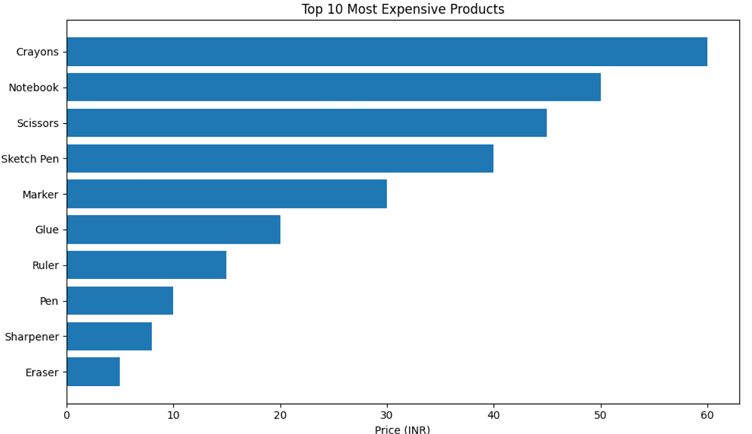 Top 10 Most Expensive Products
Crayons
Notebook
Scissors
Sketch Pen
Marker
Glue
Ruler
Pen
Sharpener
Eraser
0 10 20 30 40 50 60
Price (INR)